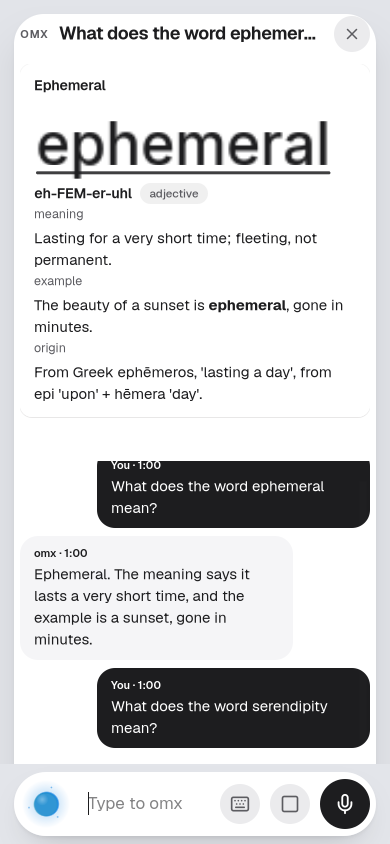 OMX What does the word ephemer...
Ephemeral
ephemeral
eh-FEM-er-uhl adjective
meaning
Lasting for a very short time; fleeting, not
permanent.
example
The beauty of a sunset is ephemeral, gone in
minutes.
origin
From Greek ephēmeros, 'lasting a day', from
epi 'upon' + hēmera 'day'.
You · 1:00
What does the word ephemeral
mean?
omx · 1:00
Ephemeral. The meaning says it
lasts a very short time, and the
example is a sunset, gone in
minutes.
You · 1:00
What does the word serendipity
mean?
Type to omx